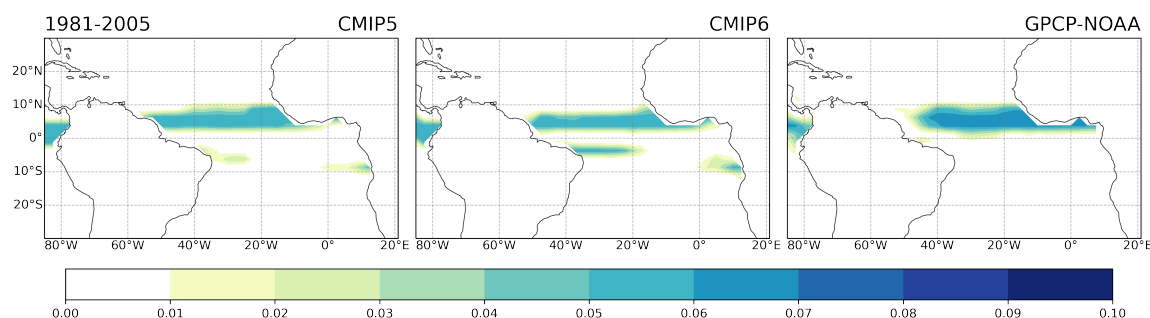 1981-2005 CMIP5 CMIP6 GPCP-NOAA
20°N
10°N
0°
10°S
20°S
80°W 60°W 40°W 20°W 0° 20°E 80°W 60°W 40°W 20°W 0° 20°E 80°W 60°W 40°W 20°W 0° 20°E
0.00 0.01 0.02 0.03 0.04 0.05 0.06 0.07 0.08 0.09 0.10